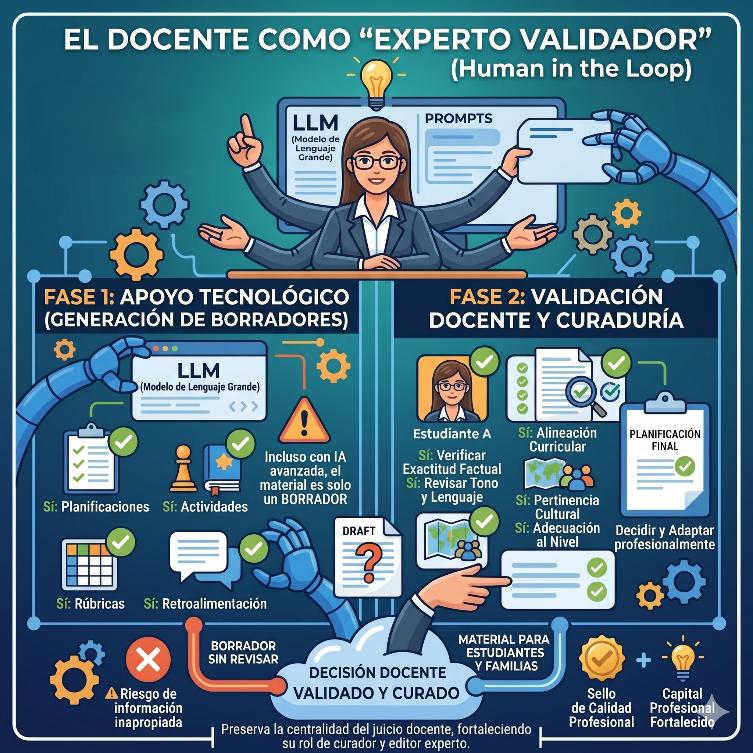 EL DOCENTE COMO “EXPERTO VALIDADOR”
(Human in the Loop)
LLM
(Modelo de
Lenguaje
Grande)
PROMPTS
FASE 1: APOYO TECNOLÓGICO
(GENERACIÓN DE BORRADORES)
LLM
(Modelo de Lenguaje Grande)
Incluso con IA
avanzada, el
material es solo
un BORRADOR
Sí: Planificaciones
Sí: Actividades
Sí: Rúbricas
Sí: Retroalimentación
DRAFT
?
FASE 2: VALIDACIÓN
DOCENTE Y CURADURÍA
Estudiante A
Sí: Verificar
Exactitud Factual
Sí: Revisar Tono
y Lenguaje
Sí: Alineación
Curricular
Sí: Pertinencia
Cultural
Sí: Adecuación
al Nivel
PLANIFICACIÓN
FINAL
Decidir y Adaptar
profesionalmente
Riesgo de
información
inapropiada
BORRADOR
SIN REVISAR
DECISIÓN DOCENTE
VALIDADO Y CURADO
MATERIAL PARA
ESTUDIANTES
Y FAMILIAS
Sello
de Calidad
Profesional
+
Capital
Profesional
Fortalecido
Preserva la centralidad del juicio docente, fortaleciendo
su rol de curador y editor experto.